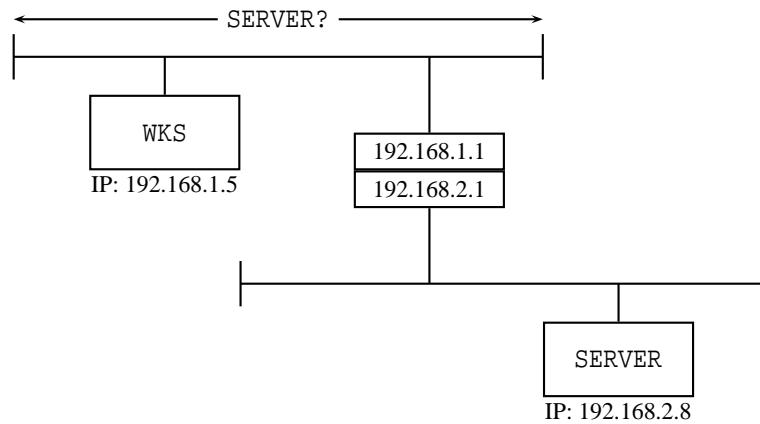 SERVER?
WKS
IP: 192.168.1.5
192.168.1.1
192.168.2.1
SERVER
IP: 192.168.2.8